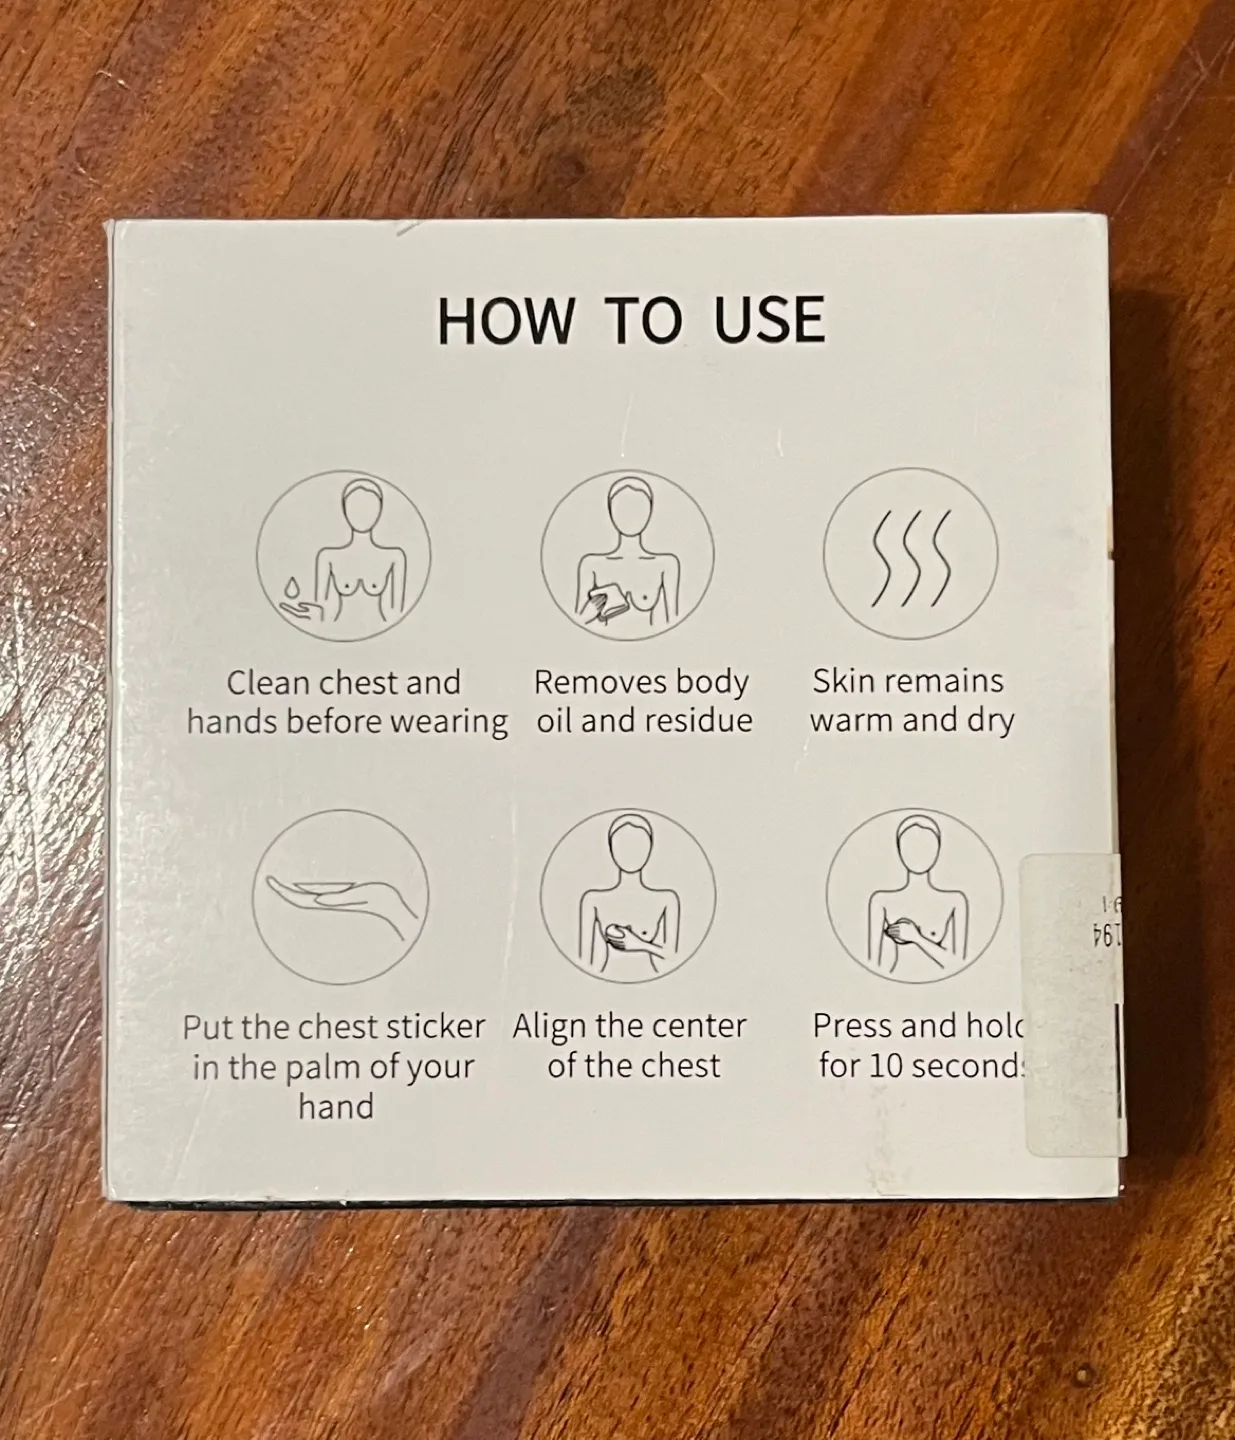 HOW TO USE
Clean chest and
hands before wearing
Removes body
oil and residue
Skin remains
warm and dry
Put the chest sticker
in the palm of your
hand
Align the center
of the chest
Press and hold
for 10 seconds